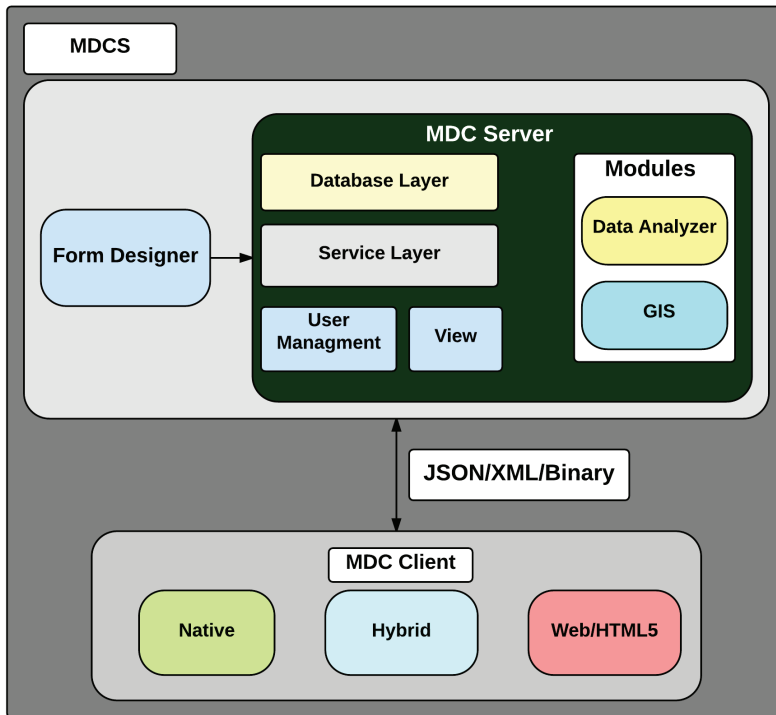 MDCS
MDC Server
Database Layer
Modules
Data Analyzer
Form Designer
Service Layer
GIS
User
Managment
View
JSON/XML/Binary
MDC Client
Native
Hybrid
Web/HTML5